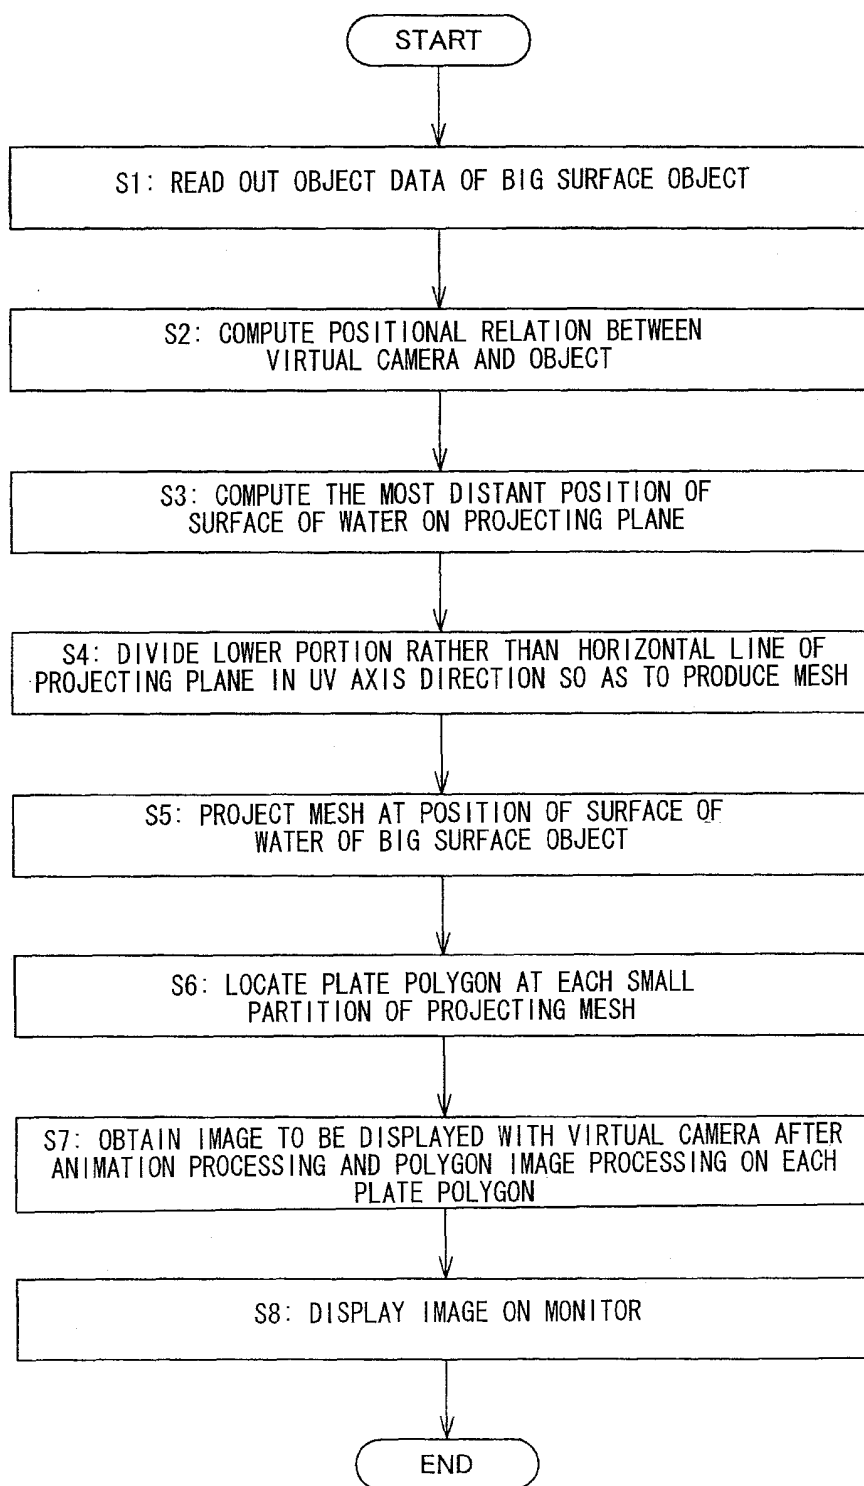 START
S1: READ OUT OBJECT DATA OF BIG SURFACE OBJECT
S2: COMPUTE POSITIONAL RELATION BETWEEN
VIRTUAL CAMERA AND OBJECT
S3: COMPUTE THE MOST DISTANT POSITION OF
SURFACE OF WATER ON PROJECTING PLANE
S4: DIVIDE LOWER PORTION RATHER THAN HORIZONTAL LINE OF
PROJECTING PLANE IN UV AXIS DIRECTION SO AS TO PRODUCE MESH
S5: PROJECT MESH AT POSITION OF SURFACE OF
WATER OF BIG SURFACE OBJECT
S6: LOCATE PLATE POLYGON AT EACH SMALL
PARTITION OF PROJECTING MESH
S7: OBTAIN IMAGE TO BE DISPLAYED WITH VIRTUAL CAMERA AFTER
ANIMATION PROCESSING AND POLYGON IMAGE PROCESSING ON EACH
PLATE POLYGON
S8: DISPLAY IMAGE ON MONITOR
END